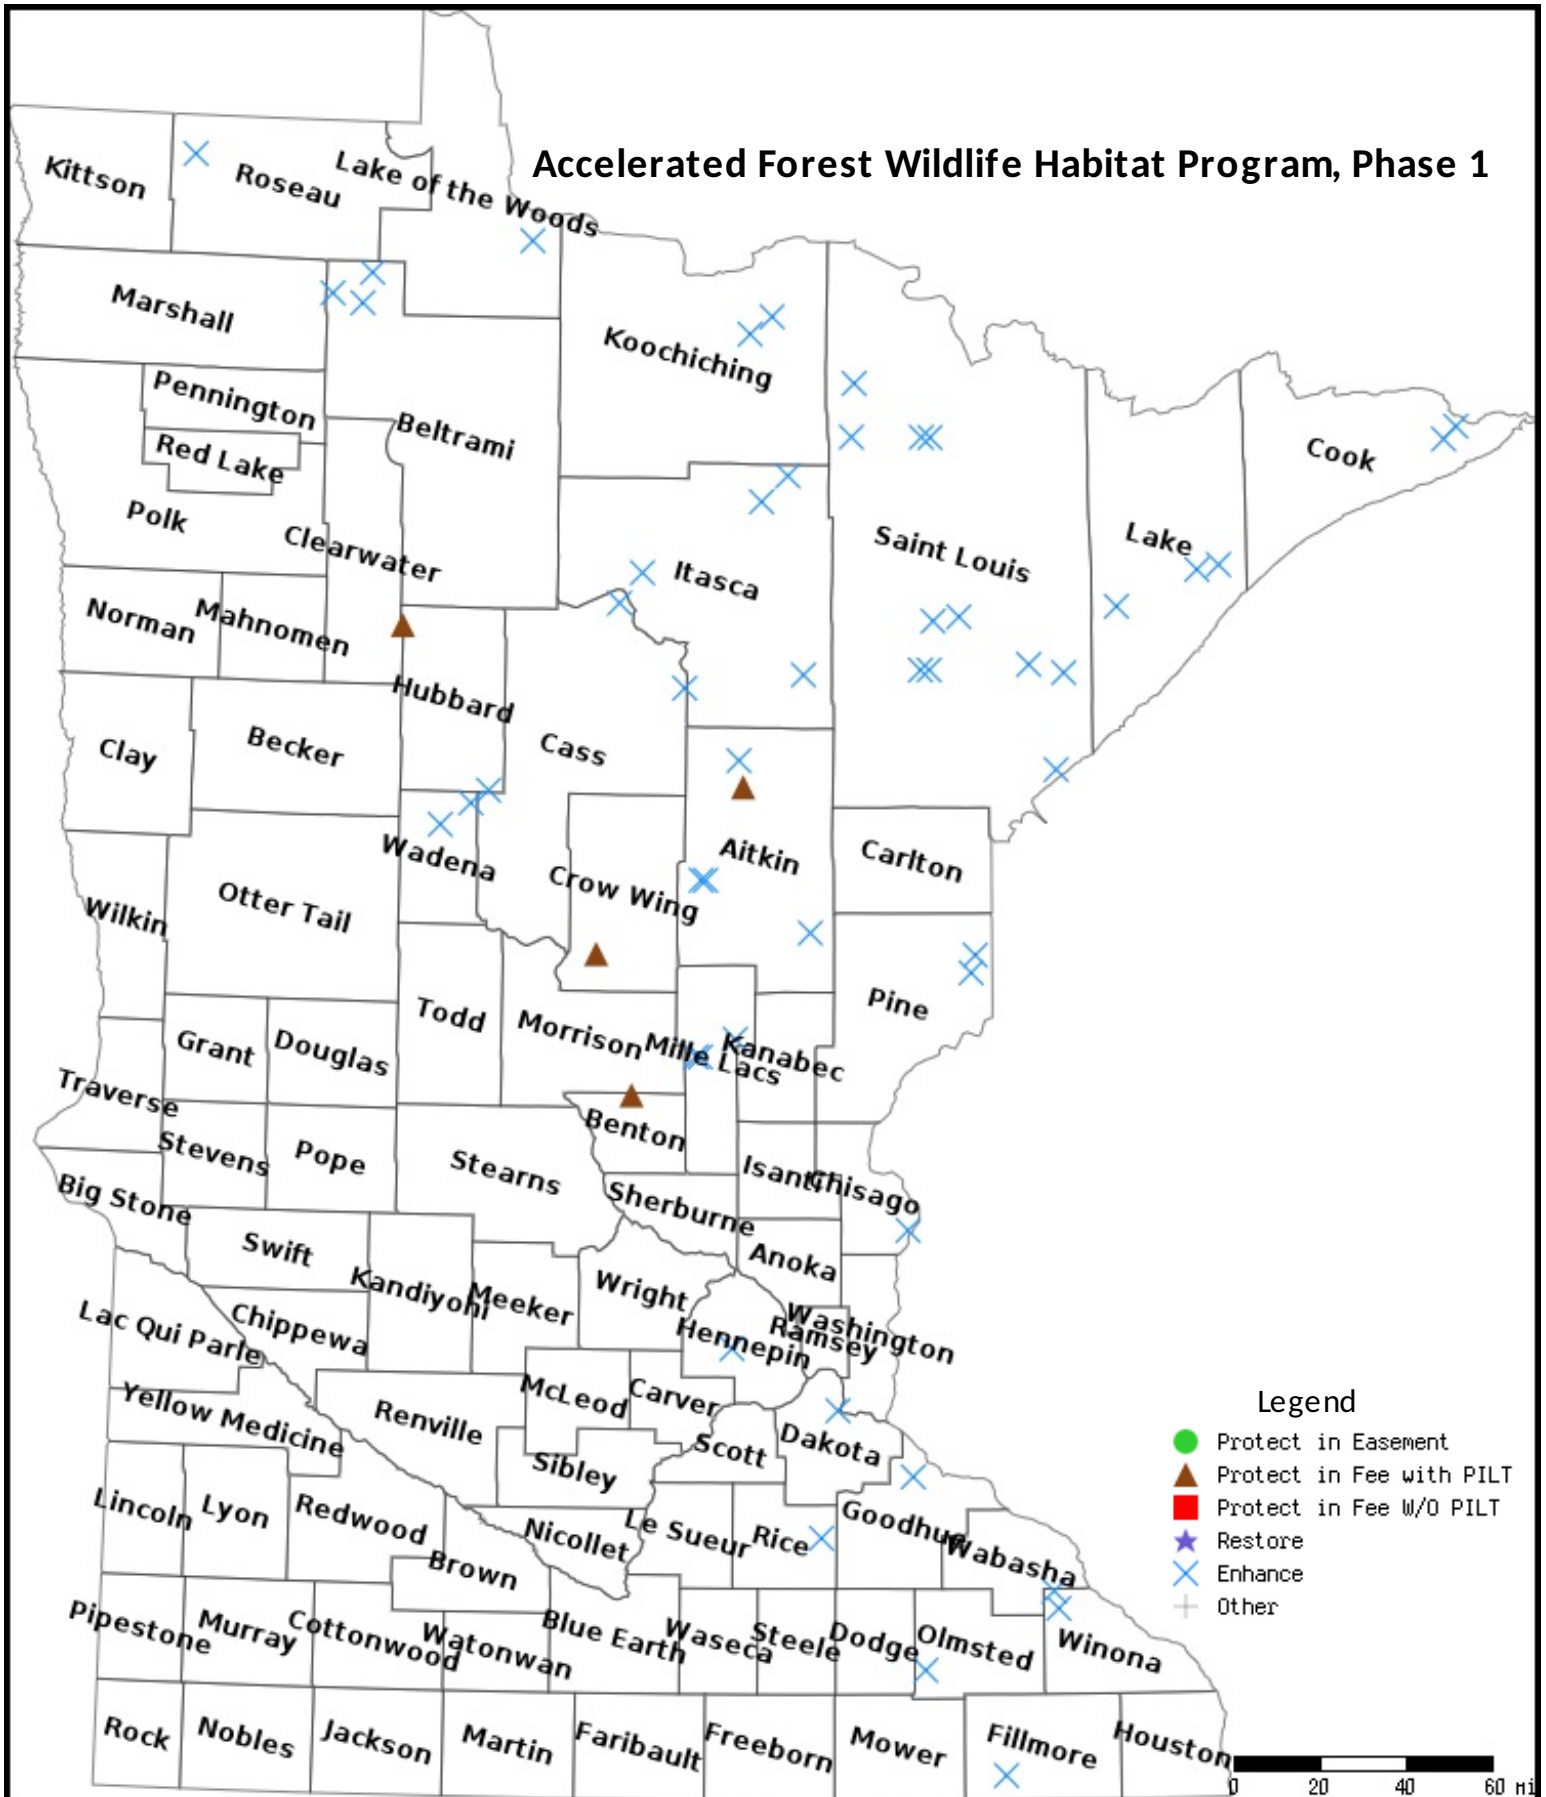 Accelerated Forest Wildlife Habitat Program, Phase 1
Kittson
Roseau
Lake of the Woods
Marshall
Koochiching
Pennington
Beltrami
Red Lake
Cook
Polk
Clearwater
Saint Louis
Lake
Itasca
Norman
Mahnomen
Hubbard
Clay
Becker
Cass
Wadena
Aitkin
Carlton
Otter Tail
Crow Wing
Wilkin
Pine
Todd
Morrison
Mille Lacs
Kanabec
Grant
Douglas
Traverse
Benton
Stevens
Pope
Stearns
Isanti
Chisago
Big Stone
Sherburne
Swift
Anoka
Kandiyohi
Meeker
Wright
Lac Qui Parle
Chippewa
Hennepin
Ramsey
Washington
McLeod
Carver
Yellow Medicine
Renville
Scott
Dakota
Sibley
Lincoln
Lyon
Redwood
Nicollet
Le Sueur
Rice
Goodhue
Wabasha
Brown
Pipestone
Murray
Cottonwood
Watonwan
Blue Earth
Waseca
Steele
Dodge
Olmsted
Winona
Rock
Nobles
Jackson
Martin
Faribault
Freeborn
Mower
Fillmore
Houston
Legend
Protect in Easement
Protect in Fee with PILT
Protect in Fee W/O PILT
Restore
Enhance
Other
0 20 40 60 mi